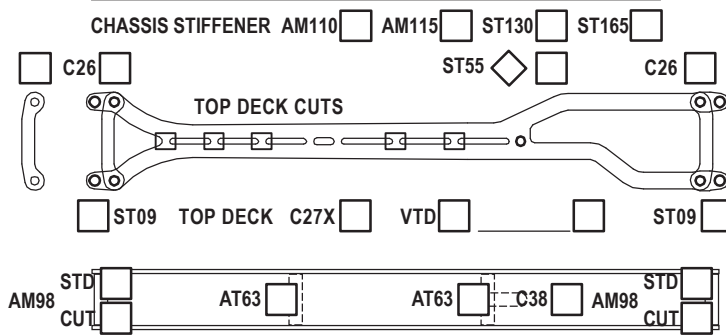 CHASSIS STIFFENER AM110 AM115 ST130 ST165
C26 ST55 C26
TOP DECK CUTS
ST09 TOP DECK C27X VTD ST09
STD STD
AM98 AT63 AT63 C38 AM98
CUT CUT